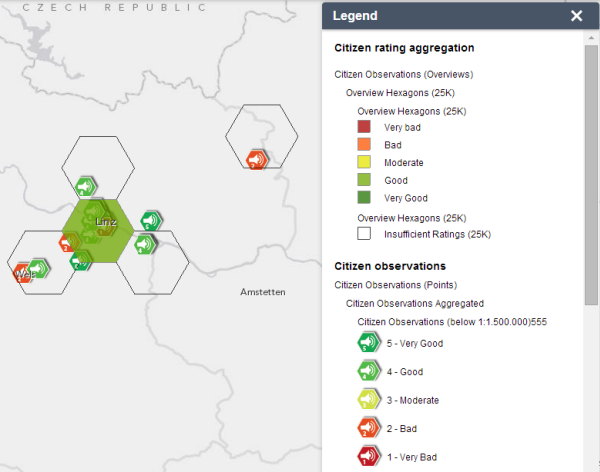 CZECH REPUBLIC
Linz
Wels
Amstetten
Legend
Citizen rating aggregation
Citizen Observations (Overviews)
Overview Hexagons (25K)
Overview Hexagons (25K)
Very bad
Bad
Moderate
Good
Very Good
Overview Hexagons (25K)
Insufficient Ratings (25K)
Citizen observations
Citizen Observations (Points)
Citizen Observations Aggregated
Citizen Observations (below 1:1.500.000)555
5 - Very Good
4 - Good
3 - Moderate
2 - Bad
1 - Very Bad